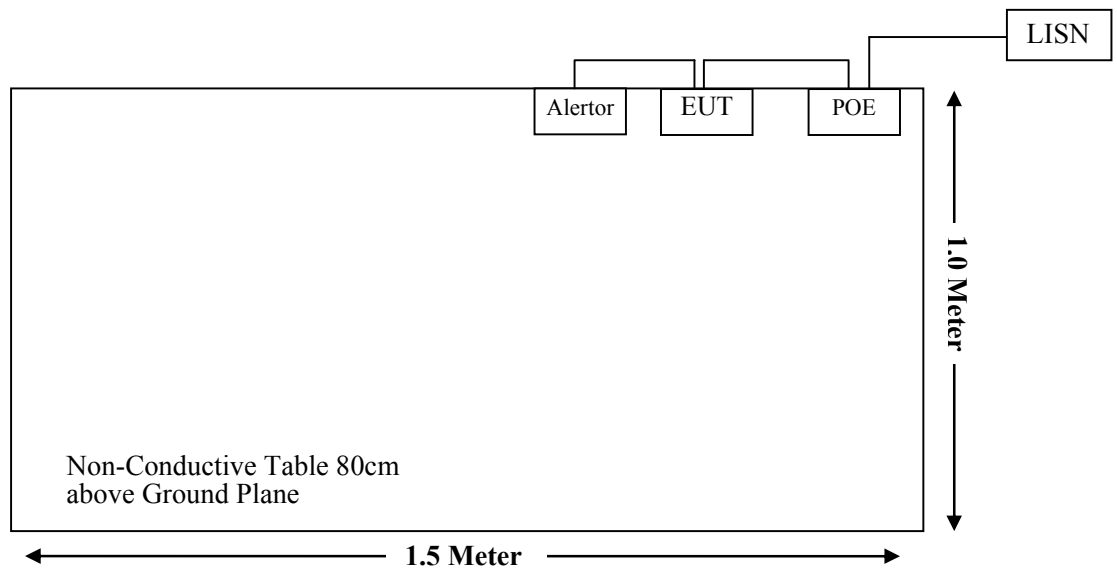 LISN
Alertor
EUT
POE
1.0 Meter
Non-Conductive Table 80cm
above Ground Plane
1.5 Meter